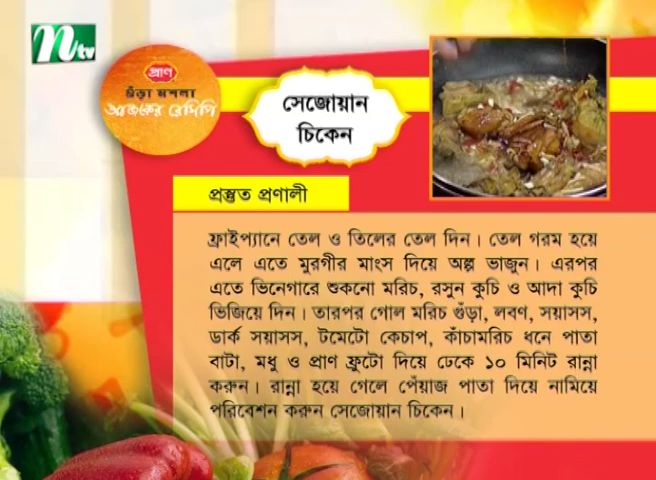 ntv
প্রাণ
গুঁড়া মশলা
আজকের রেসিপি
সেজোয়ান
চিকেন
প্রস্তুত প্রণালী
ফ্রাইপ্যানে তেল ও তিলের তেল দিন। তেল গরম হয়ে
এলে এতে মুরগীর মাংস দিয়ে অল্প ভাজুন। এরপর
এতে ভিনেগারে শুকনো মরিচ, রসুন কুচি ও আদা কুচি
ভিজিয়ে দিন। তারপর গোল মরিচ গুঁড়া, লবণ, সয়াসস,
ডার্ক সয়াসস, টমেটো কেচাপ, কাঁচামরিচ ধনে পাতা
বাটা, মধু ও প্রাণ ফ্রুটো দিয়ে ঢেকে ১০ মিনিট রান্না
করুন। রান্না হয়ে গেলে পেঁয়াজ পাতা দিয়ে নামিয়ে
পরিবেশন করুন সেজোয়ান চিকেন।